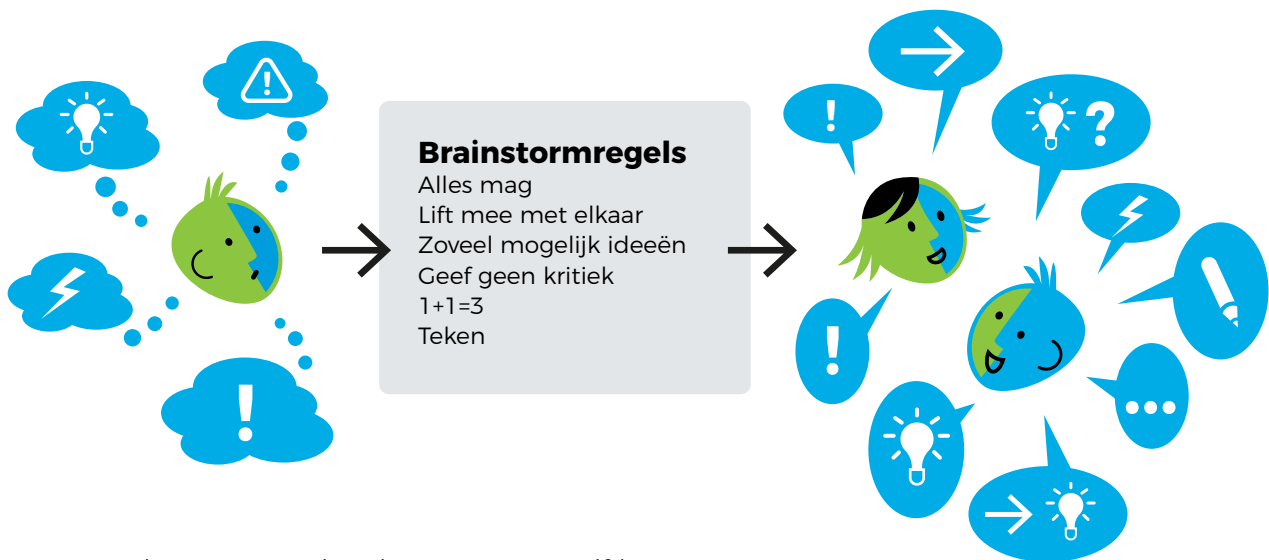 Brainstormregels
Alles mag
Lift mee met elkaar
Zoveel mogelijk ideeën
Geef geen kritiek
1+1=3
Teken